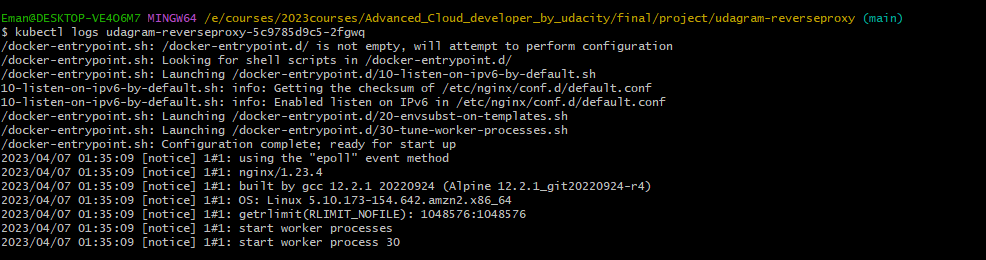 Eman@DESKTOP-VE4O6M7 MINGW64 /e/courses/2023courses/Advanced_Cloud_developer_by_udacity/final/project/udagram-reverseproxy (main)
$ kubectl logs udagram-reverseproxy-5c9785d9c5-2fgwq
/docker-entrypoint.sh: /docker-entrypoint.d/ is not empty, will attempt to perform configuration
/docker-entrypoint.sh: Looking for shell scripts in /docker-entrypoint.d/
/docker-entrypoint.sh: Launching /docker-entrypoint.d/10-listen-on-ipv6-by-default.sh
10-listen-on-ipv6-by-default.sh: info: Getting the checksum of /etc/nginx/conf.d/default.conf
10-listen-on-ipv6-by-default.sh: info: Enabled listen on IPv6 in /etc/nginx/conf.d/default.conf
/docker-entrypoint.sh: Launching /docker-entrypoint.d/20-envsubst-on-templates.sh
/docker-entrypoint.sh: Launching /docker-entrypoint.d/30-tune-worker-processes.sh
/docker-entrypoint.sh: Configuration complete; ready for start up
2023/04/07 01:35:09 [notice] 1#1: using the "epoll" event method
2023/04/07 01:35:09 [notice] 1#1: nginx/1.23.4
2023/04/07 01:35:09 [notice] 1#1: built by gcc 12.2.1 20220924 (Alpine 12.2.1_git20220924-r4)
2023/04/07 01:35:09 [notice] 1#1: OS: Linux 5.10.173-154.642.amzn2.x86_64
2023/04/07 01:35:09 [notice] 1#1: getrlimit(RLIMIT_NOFILE): 1048576:1048576
2023/04/07 01:35:09 [notice] 1#1: start worker processes
2023/04/07 01:35:09 [notice] 1#1: start worker process 30